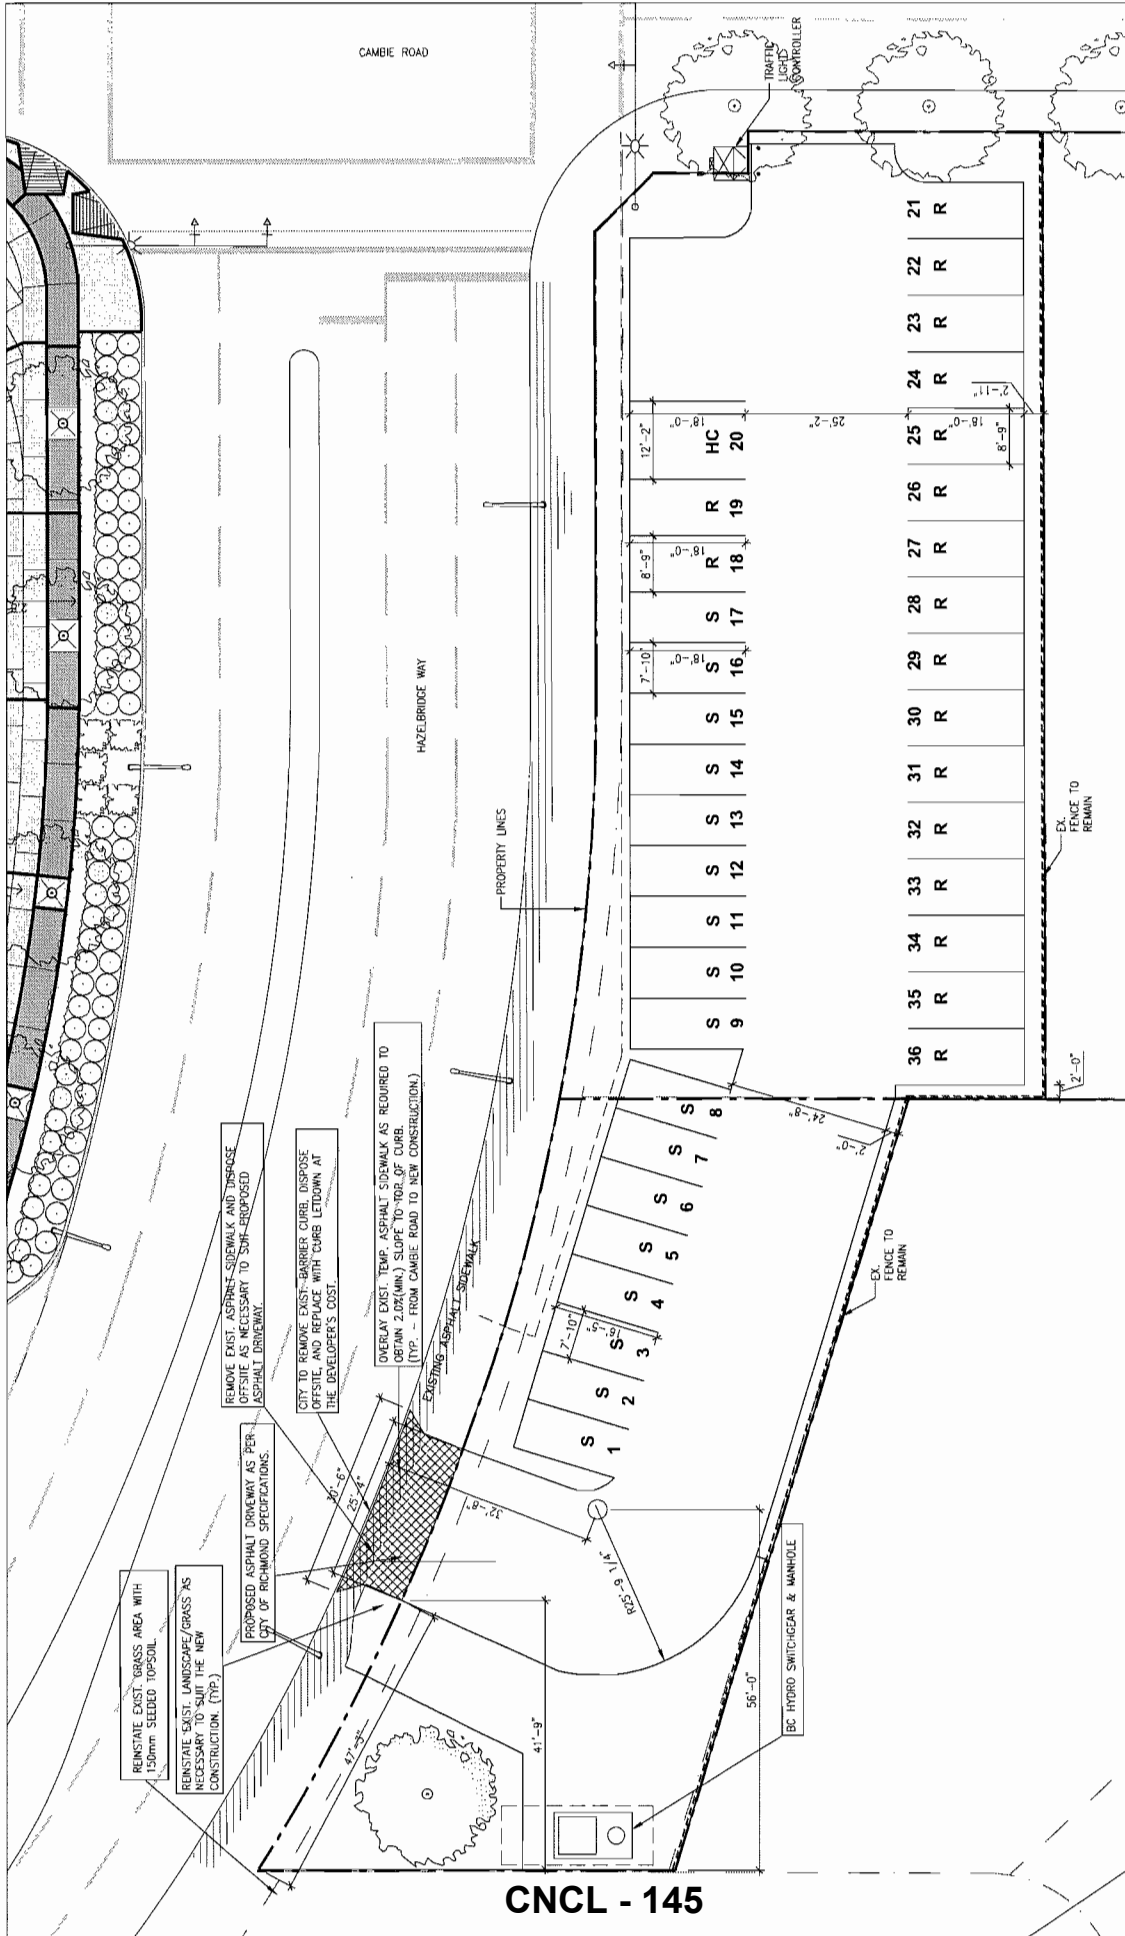 CAMBIE ROAD
TRAFFIC
LIGHT
CONTROLLER
21 R
22 R
23 R
24 R
2'-11"
18'-0"
25'-2"
18'-0"
12'-2"
HC
20
25 R
8'-9"
26 R
R
19
27 R
8'-9"
18'-0"
R
18
28 R
S
17
29 R
7'-10"
18'-0"
S
16
HAZELBRIDGE WAY
30 R
S
15
31 R
S
14
32 R
S
13
EX.
FENCE TO
REMAIN
PROPERTY LINES
33 R
S
12
34 R
S
11
35 R
S
10
36 R
S
9
2'-0"
S
8
24'-8"
2'-0"
S
7
S
6
S
5
S
4
EX.
FENCE TO
REMAIN
7'-10"
16'-5"
S
3
S
2
S
1
REMOVE EXIST. ASPHALT SIDEWALK AND DISPOSE
OFFSITE AS NECESSARY TO SUIT PROPOSED
ASPHALT DRIVEWAY.
CITY TO REMOVE EXIST. BARRIER CURB, DISPOSE
OFFSITE, AND REPLACE WITH CURB LETDOWN AT
THE DEVELOPER'S COST.
OVERLAY EXIST. TEMP. ASPHALT SIDEWALK AS REQUIRED TO
OBTAIN 2.0%(MIN.) SLOPE TO TOP OF CURB.
(TYP. - FROM CAMBIE ROAD TO NEW CONSTRUCTION.)
EXISTING ASPHALT SIDEWALK
30'-6"
25'-4"
32'-8"
PROPOSED ASPHALT DRIVEWAY AS PER
CITY OF RICHMOND SPECIFICATIONS.
REINSTATE EXIST. LANDSCAPE/GRASS AS
NECESSARY TO SUIT THE NEW
CONSTRUCTION. (TYP.)
REINSTATE EXIST. GRASS AREA WITH
150mm SEEDED TOPSOIL.
R25'-9 1/4"
56'-0"
41'-9"
47'-3"
BC HYDRO SWITCHGEAR & MANHOLE
CNCL - 145